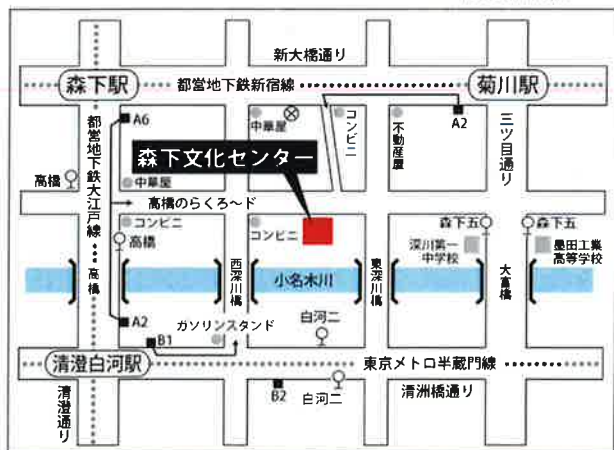 新大橋通り
森下駅
都営地下鉄新宿線
菊川駅
A6
中華屋
コンビニ
不動産屋
A2
三ツ目通り
都営地下鉄大江戸線
高橋
中華屋
森下文化センター
高橋のらくろ〜ド
コンビニ
高橋
コンビニ
森下五
森下五
深川第一
中学校
墨田工業
高等学校
高橋
西深川橋
小名木川
東深川橋
大富橋
A2
B1
ガソリンスタンド
白河二
清澄白河駅
東京メトロ半蔵門線
清澄通り
B2
白河二
清洲橋通り